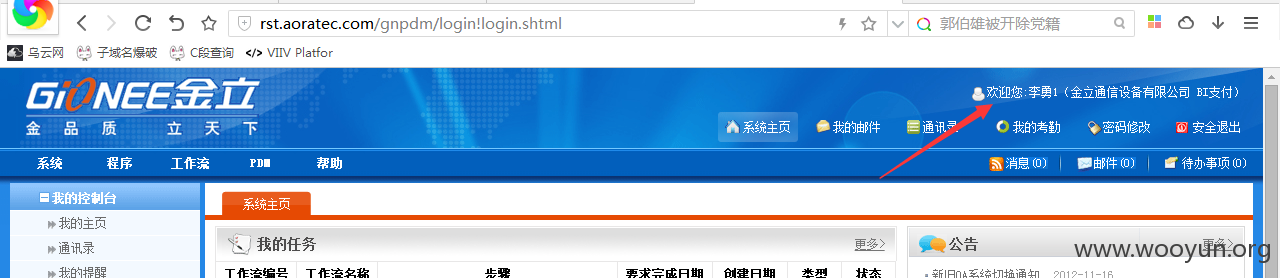 rst.aoratec.com/gnpdm/login!login.shtml
郭伯雄被开除党籍
乌云网 子域名爆破 C段查询 </> VIIV Platfor
GiONEE金立
金品质 立天下
欢迎您:李勇1（金立通信设备有限公司 BI支付）
系统主页 我的邮件 通讯录 我的考勤 密码修改 安全退出
系统 程序 工作流 PDM 帮助
消息(0) 邮件(0) 待办事项(0)
我的控制台
系统主页
我的主页
我的任务 更多>
公告 更多>
通讯录
我的提醒
工作流编号 工作流名称 步骤 要求完成日期 创建日期 类型 状态
新旧OA系统切换通知 2012-11-16
www.wooyun.org